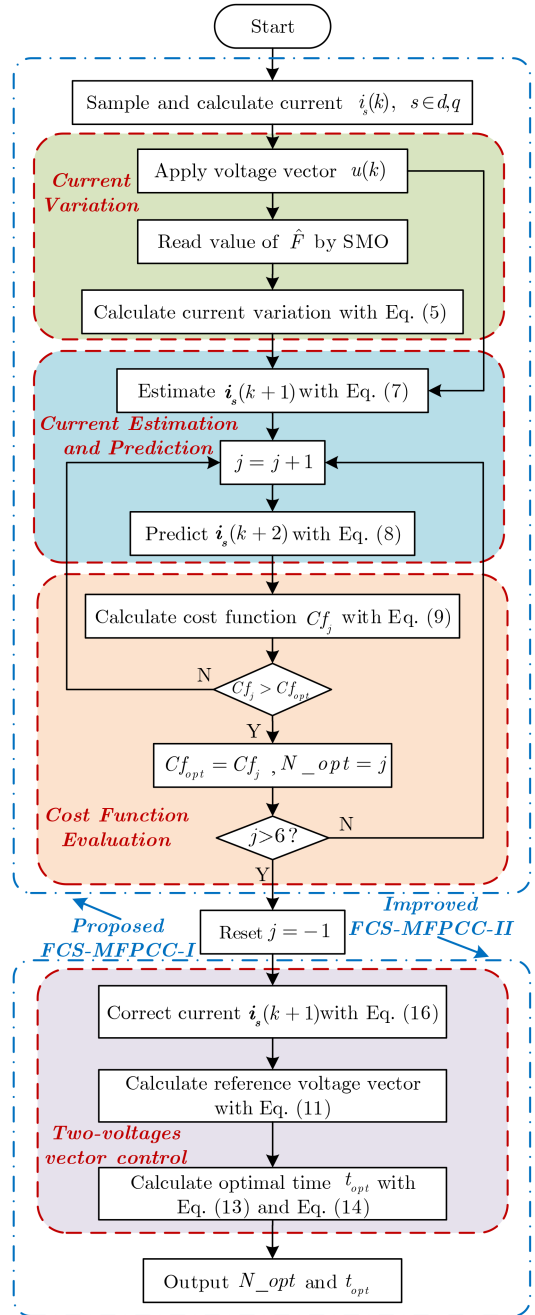 Start
Sample and calculate current i_s(k), s∈d,q
Current
Variation
Apply voltage vector u(k)
Read value of F̂ by SMO
Calculate current variation with Eq. (5)
Estimate i_s(k+1) with Eq. (7)
Current Estimation
and Prediction
j = j + 1
Predict i_s(k+2) with Eq. (8)
Calculate cost function Cf_j with Eq. (9)
N
Cf_j > Cf_opt
Y
Cf_opt = Cf_j , N_opt = j
Cost Function
Evaluation
j>6?
N
Y
Proposed
FCS-MFPCC-I
Improved
FCS-MFPCC-II
Reset j = −1
Correct current i_s(k+1) with Eq. (16)
Calculate reference voltage vector
with Eq. (11)
Two-voltages
vector control
Calculate optimal time t_opt with
Eq. (13) and Eq. (14)
Output N_opt and t_opt